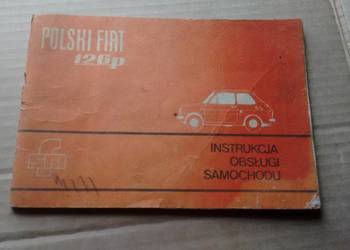 POLSKI FIAT
126p
INSTRUKCJA
OBSŁUGI
SAMOCHODU